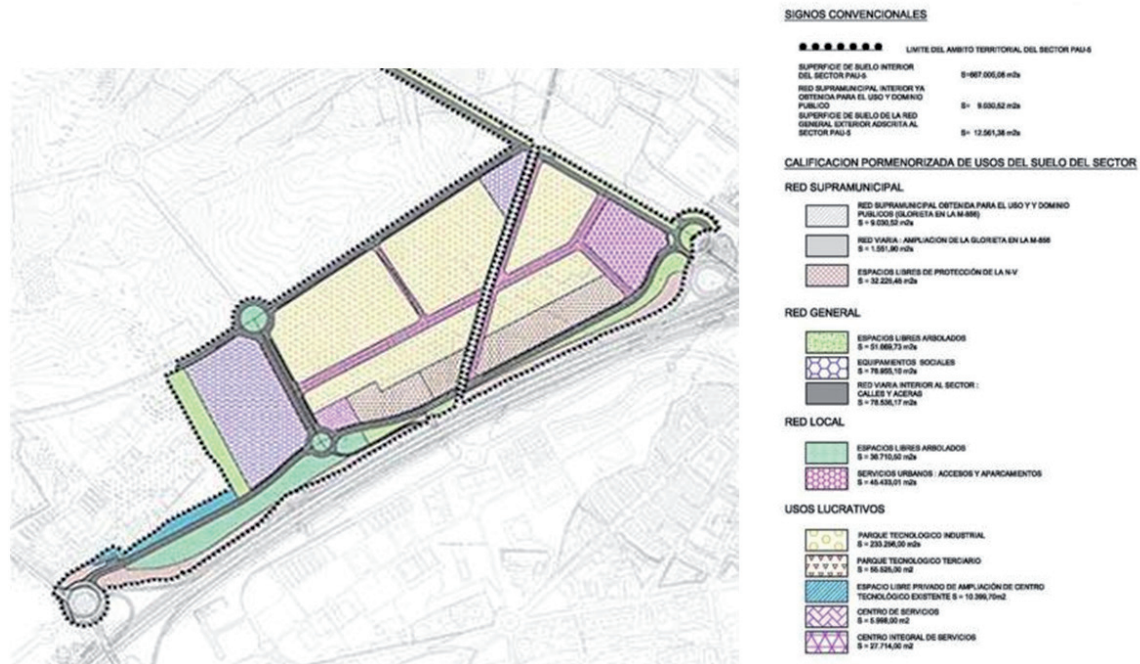 SIGNOS CONVENCIONALES
LIMITE DEL AMBITO TERRITORIAL DEL SECTOR PAU-5
SUPERFICIE DE SUELO INTERIOR
DEL SECTOR PAU-5 S=667.005,08 m2s
RED SUPRAMUNICIPAL INTERIOR YA
OBTENIDA PARA EL USO Y DOMINIO
PUBLICO S= 9.030,52 m2s
SUPERFICIE DE SUELO DE LA RED
GENERAL EXTERIOR ADSCRITA AL
SECTOR PAU-5 S= 12.561,38 m2s
CALIFICACION PORMENORIZADA DE USOS DEL SUELO DEL SECTOR
RED SUPRAMUNICIPAL
RED SUPRAMUNICIPAL OBTENIDA PARA EL USO Y Y DOMINIO
PUBLICOS (GLORIETA EN LA M-856)
S = 9.030,52 m2s
RED VIARIA : AMPLIACION DE LA GLORIETA EN LA M-856
S = 1.551,90 m2s
ESPACIOS LIBRES DE PROTECCIÓN DE LA N-V
S = 32.229,48 m2s
RED GENERAL
ESPACIOS LIBRES ARBOLADOS
S = 51.669,73 m2s
EQUIPAMIENTOS SOCIALES
S = 78.955,10 m2s
RED VIARIA INTERIOR AL SECTOR :
CALLES Y ACERAS
S = 78.536,17 m2s
RED LOCAL
ESPACIOS LIBRES ARBOLADOS
S = 36.710,50 m2s
SERVICIOS URBANOS : ACCESOS Y APARCAMIENTOS
S = 45.433,01 m2s
USOS LUCRATIVOS
PARQUE TECNOLOGICO INDUSTRIAL
S = 233.298,00 m2s
PARQUE TECNOLOGICO TERCIARIO
S = 56.525,00 m2
ESPACIO LIBRE PRIVADO DE AMPLIACIÓN DE CENTRO
TECNOLÓGICO EXISTENTE S = 10.399,70m2
CENTRO DE SERVICIOS
S = 5.998,00 m2
CENTRO INTEGRAL DE SERVICIOS
S = 27.714,00 m2